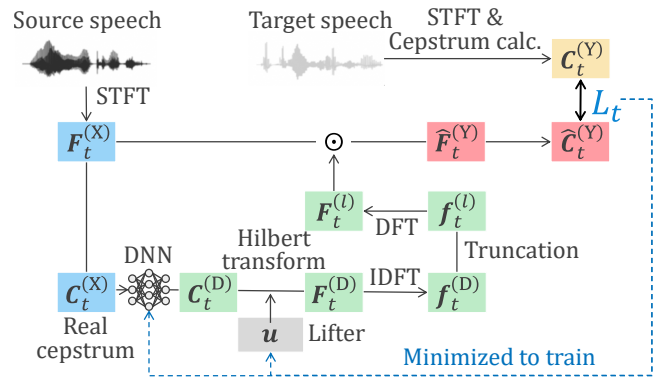 Source speech
Target speech
STFT &
Cepstrum calc.
C_t^(Y)
STFT
L_t
F_t^(X)
⊙
F̂_t^(Y)
Ĉ_t^(Y)
F_t^(l)
f_t^(l)
DFT
DNN
Hilbert
transform
Truncation
C_t^(X)
C_t^(D)
F_t^(D)
IDFT
f_t^(D)
Real
cepstrum
u
Lifter
Minimized to train